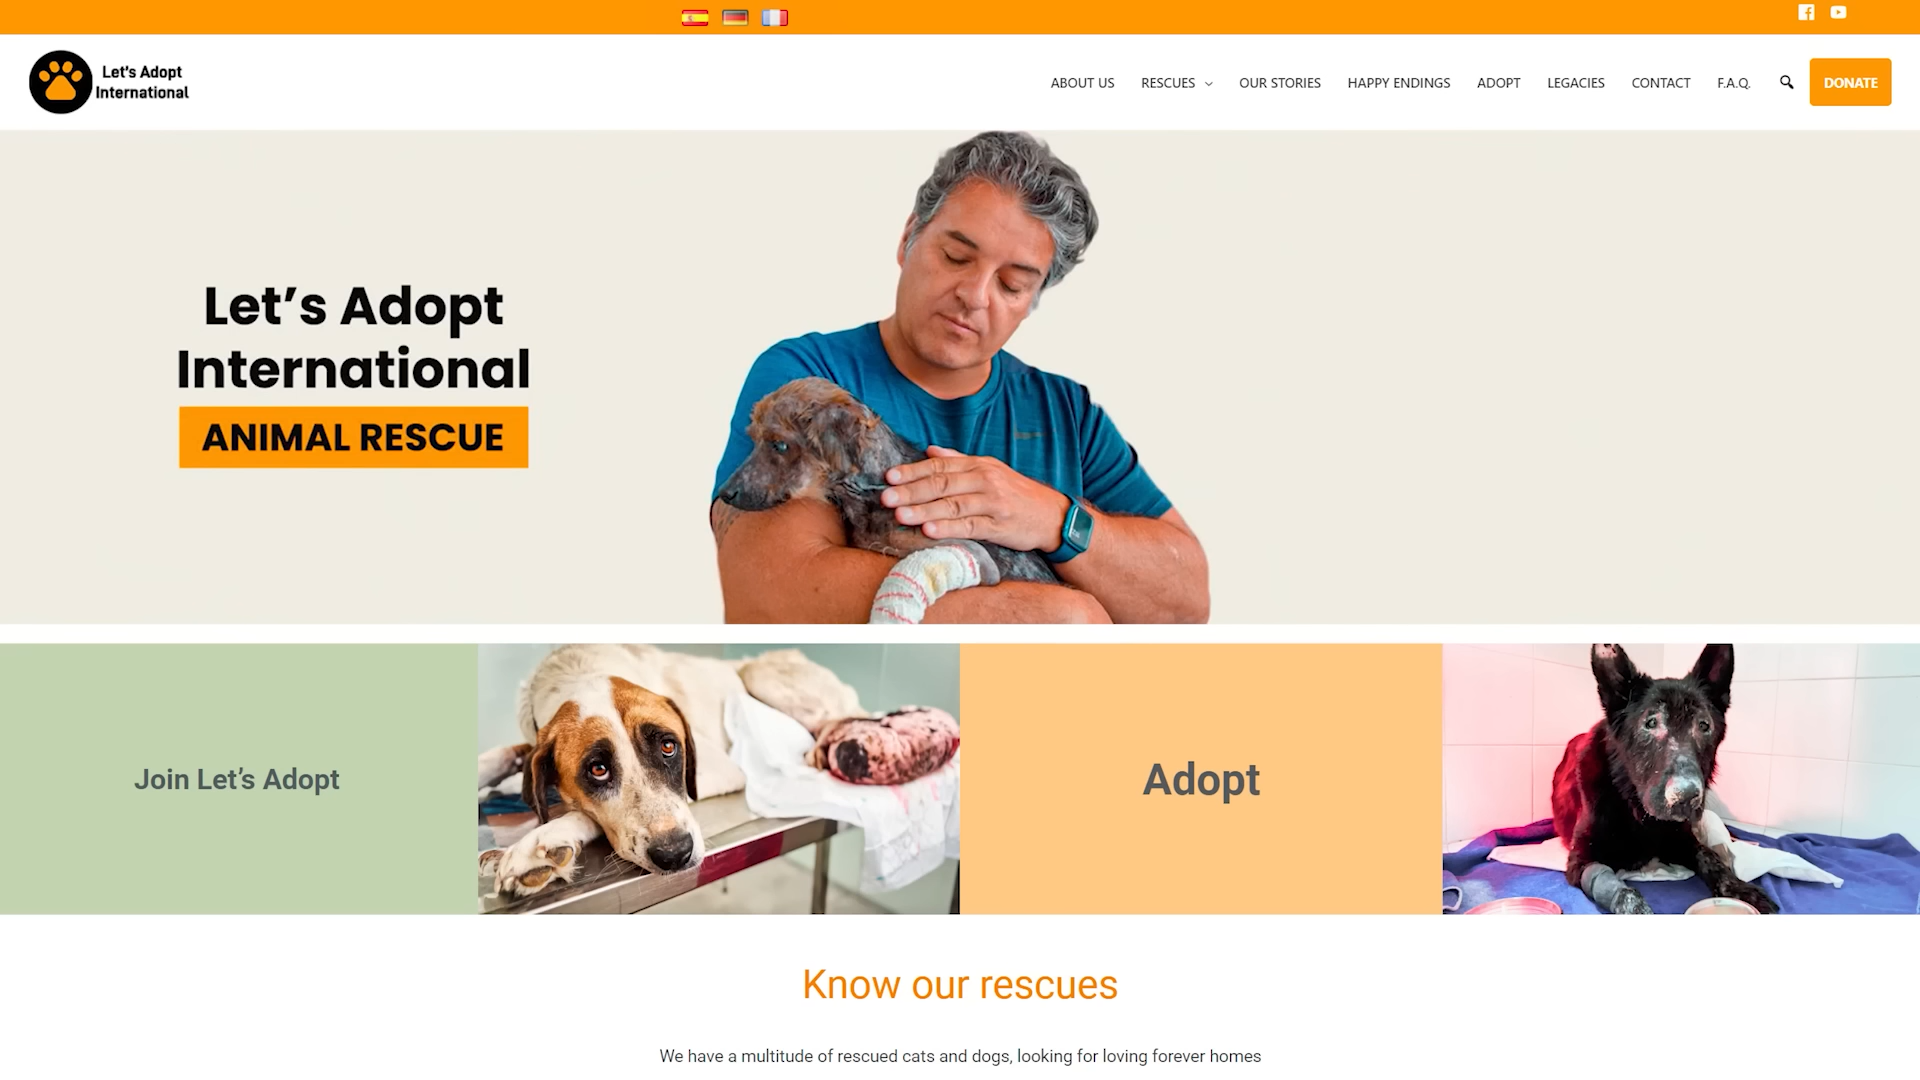 Let's Adopt
International
ABOUT US
RESCUES
OUR STORIES
HAPPY ENDINGS
ADOPT
LEGACIES
CONTACT
F.A.Q.
DONATE
Let’s Adopt
International
ANIMAL RESCUE
Join Let’s Adopt
Adopt
Know our rescues
We have a multitude of rescued cats and dogs, looking for loving forever homes